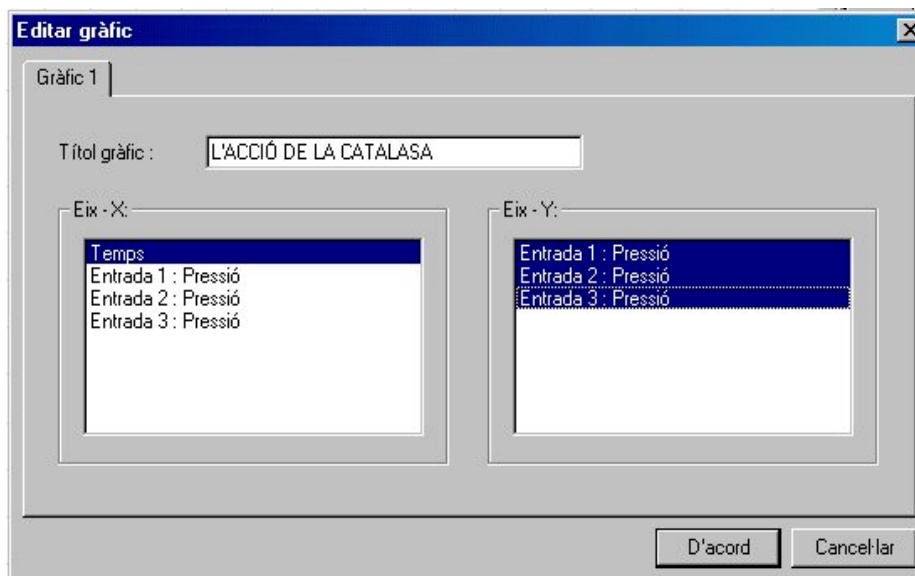 Editar gràfic
Gràfic 1
Títol gràfic :
L'ACCIÓ DE LA CATALASA
Eix - X:
Temps
Entrada 1 : Pressió
Entrada 2 : Pressió
Entrada 3 : Pressió
Eix - Y:
Entrada 1 : Pressió
Entrada 2 : Pressió
Entrada 3 : Pressió
D'acord
Cancel·lar